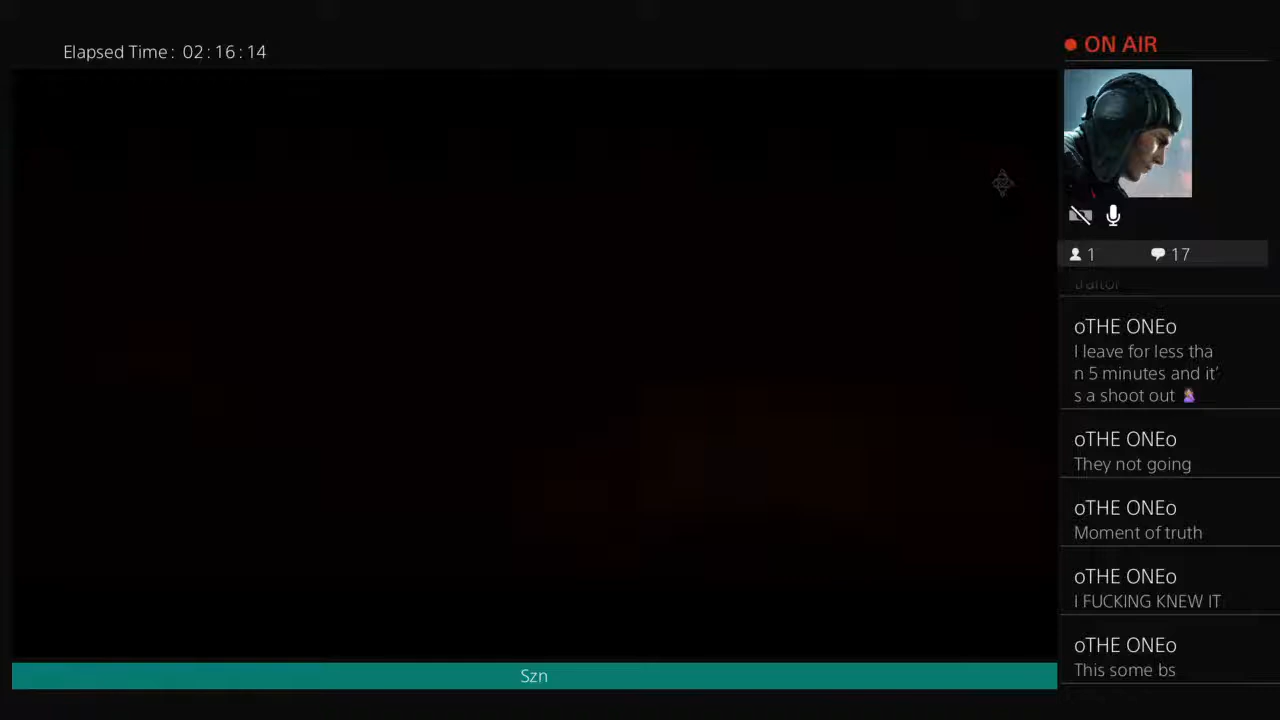 Elapsed Time: 02:16:14
ON AIR
1
17
traitor
oTHE ONEo
I leave for less tha
n 5 minutes and it'
s a shoot out
oTHE ONEo
They not going
oTHE ONEo
Moment of truth
oTHE ONEo
I FUCKING KNEW IT
oTHE ONEo
This some bs
Szn